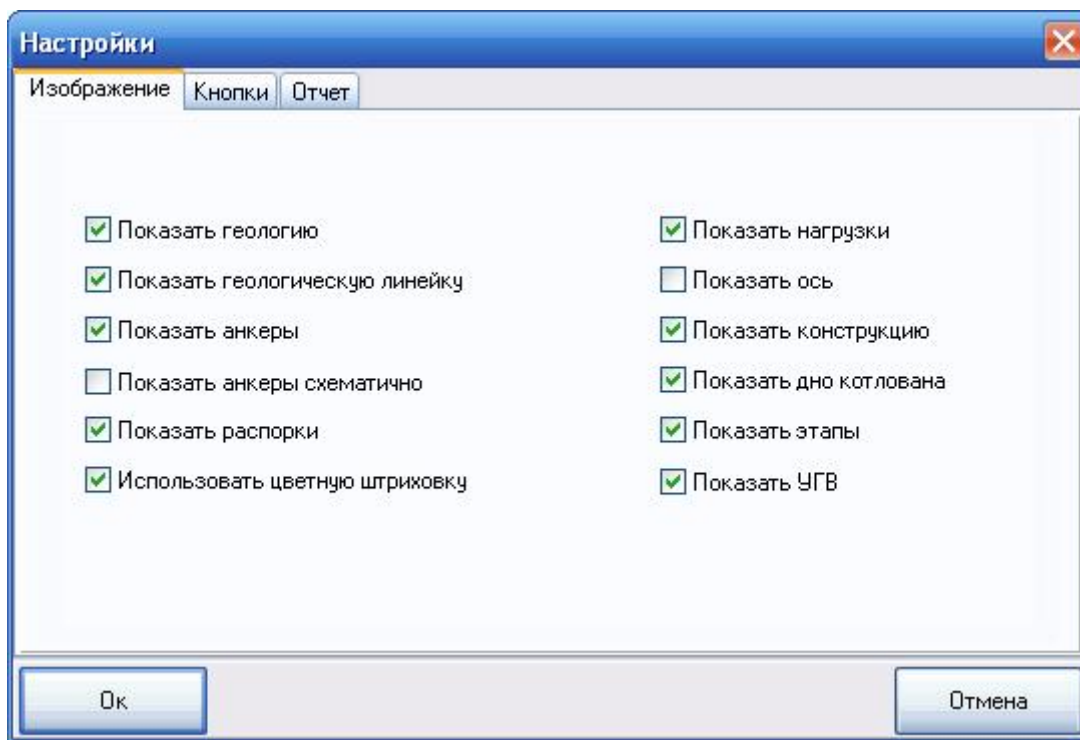 Настройки
Изображение Кнопки Отчет
Показать геологию
Показать геологическую линейку
Показать анкеры
Показать анкеры схематично
Показать распорки
Использовать цветную штриховку
Показать нагрузки
Показать ось
Показать конструкцию
Показать дно котлована
Показать этапы
Показать УГВ
Ок
Отмена